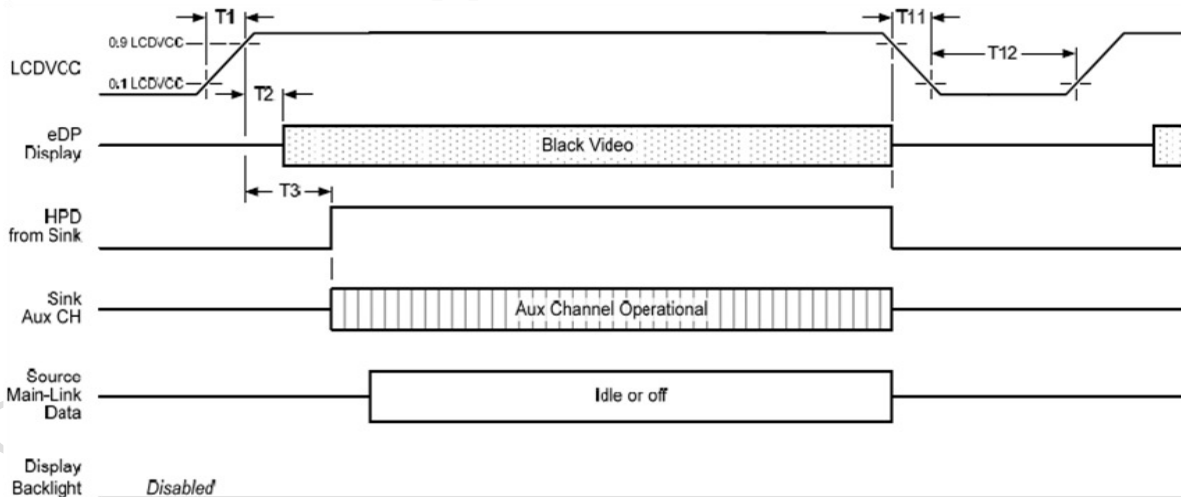 T1
T11
0.9 LCDVCC
LCDVCC
0.1 LCDVCC
T12
T2
eDP
Display
Black Video
T3
HPD
from Sink
Sink
Aux CH
Aux Channel Operational
Source
Main-Link
Data
Idle or off
Display
Backlight
Disabled